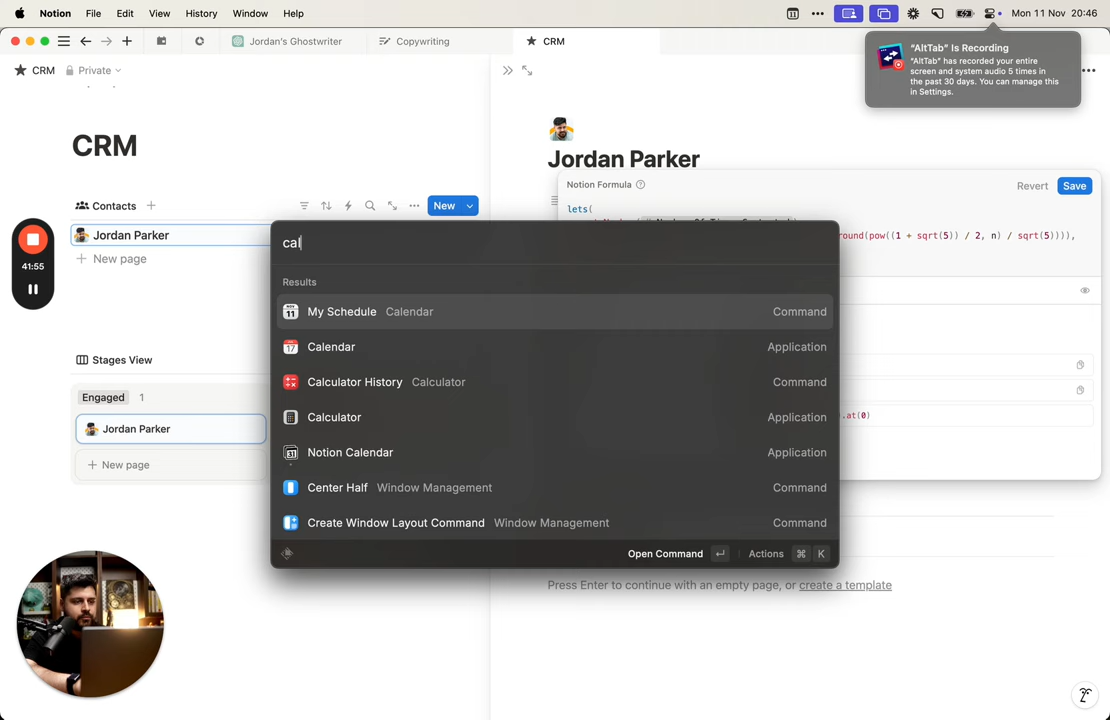 Notion File Edit View History Window Help
11 Mon 11 Nov 20:46
Jordan's Ghostwriter Copywriting CRM
CRM Private
"AltTab" Is Recording
"AltTab" has recorded your entire
screen and system audio 5 times in
the past 30 days. You can manage this
in Settings.
CRM
Jordan Parker
Contacts
New
Jordan Parker
New page
41:55
Notion Formula
Revert Save
lets(
round(pow((1 + sqrt(5)) / 2, n) / sqrt(5)))),
.at(0)
cal
Results
NOV 11 My Schedule Calendar Command
17 Calendar Application
Calculator History Calculator Command
Calculator Application
31 Notion Calendar Application
Center Half Window Management Command
Create Window Layout Command Window Management Command
Open Command ↵ Actions ⌘ K
Stages View
Engaged 1
Jordan Parker
New page
Press Enter to continue with an empty page, or create a template